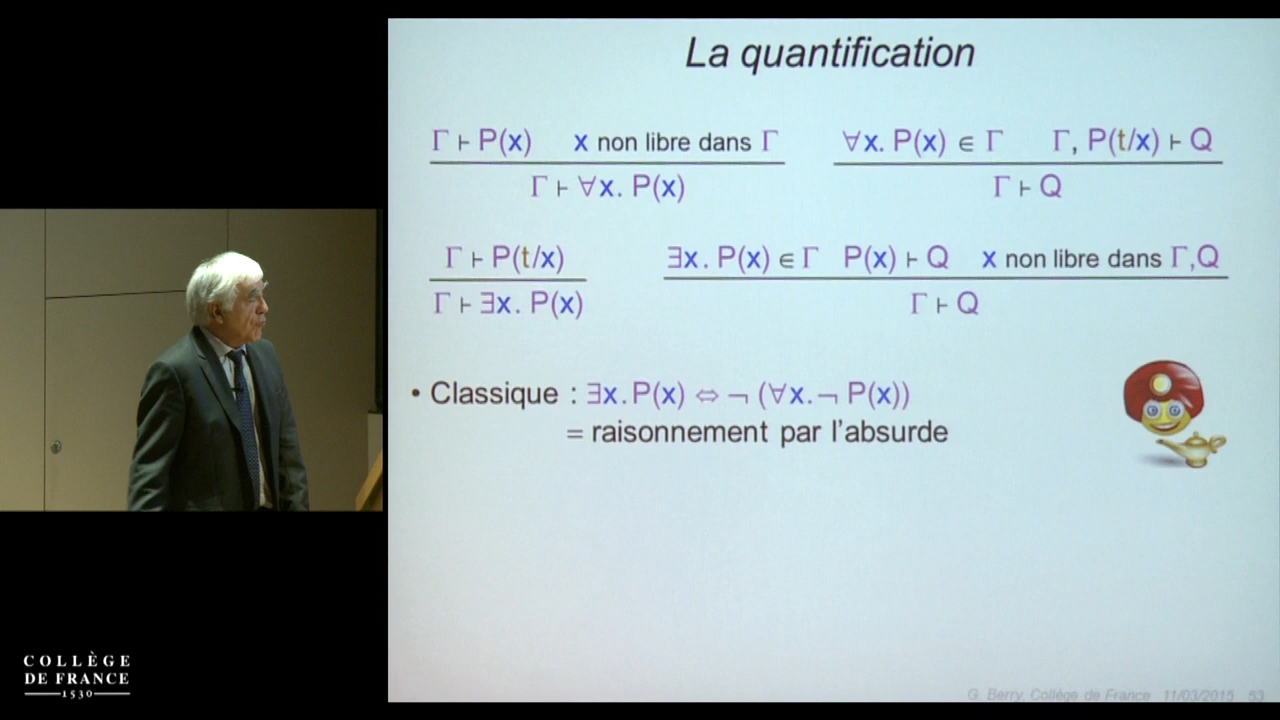 La quantification
Γ ⊢ P(x) x non libre dans Γ
Γ ⊢ ∀x. P(x)
∀x. P(x) ∈ Γ Γ, P(t/x) ⊢ Q
Γ ⊢ Q
Γ ⊢ P(t/x)
Γ ⊢ ∃x. P(x)
∃x. P(x) ∈ Γ P(x) ⊢ Q x non libre dans Γ,Q
Γ ⊢ Q
• Classique : ∃x. P(x) ⇔ ¬ (∀x.¬ P(x))
= raisonnement par l'absurde
COLLÈGE
DE FRANCE
1530
G. Berry, Collège de France 11/03/2015 53